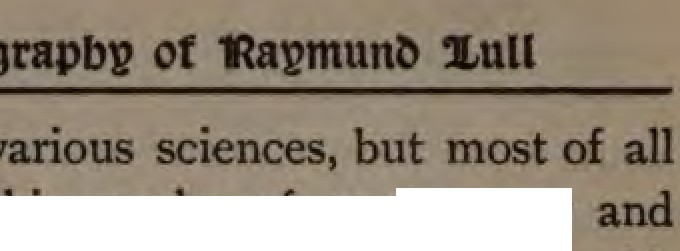 graphy of Raymund Lull
various sciences, but most of all
and